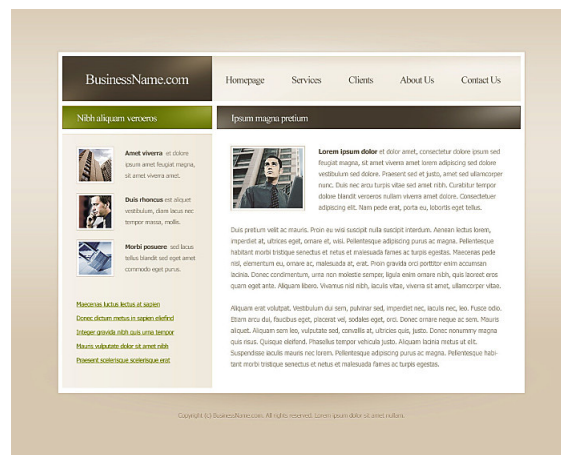 BusinessName.com
Homepage Services Clients About Us Contact Us
Nibh aliquam veroeros
Ipsum magna pretium
Amet viverra et dolore
ipsum amet feugiat magna,
sit amet viverra amet.
Duis rhoncus est aliquet
vestibulum, diam lacus nec
tempor massa, mollis.
Morbi posuere sed lacus
tellus blandit sed eget amet
commodo eget purus.
Maecenas luctus lectus at sapien
Donec dictum metus in sapien eleifend
Integer gravida nibh quis urna tempor
Mauris vulputate dolor sit amet nibh
Praesent scelerisque scelerisque erat
Lorem ipsum dolor et dolor amet, consectetur dolore ipsum sed
feugiat magna, sit amet viverra amet lorem adipiscing sed dolore
vestibulum sed dolore. Praesent sed et justo, amet sed ullamcorper
nunc. Duis nec arcu turpis vitae sed amet nibh. Curabitur tempor
dolore blandit veroeros nullam viverra amet dolore. Consectetuer
adipiscing elit. Nam pede erat, porta eu, lobortis eget tellus.
Duis pretium velit ac mauris. Proin eu wisi suscipit nulla suscipit interdum. Aenean lectus lorem,
imperdiet at, ultrices eget, ornare et, wisi. Pellentesque adipiscing purus ac magna. Pellentesque
habitant morbi tristique senectus et netus et malesuada fames ac turpis egestas. Maecenas pede
nisl, elementum eu, ornare ac, malesuada at, erat. Proin gravida orci porttitor enim accumsan
lacinia. Donec condimentum, urna non molestie semper, ligula enim ornare nibh, quis laoreet eros
quam eget ante. Aliquam libero. Vivamus nisl nibh, iaculis vitae, viverra sit amet, ullamcorper vitae.
Aliquam erat volutpat. Vestibulum dui sem, pulvinar sed, imperdiet nec, iaculis nec, leo. Fusce odio.
Etiam arcu dui, faucibus eget, placerat vel, sodales eget, orci. Donec ornare neque ac sem. Mauris
aliquet. Aliquam sem leo, vulputate sed, convallis at, ultricies quis, justo. Donec nonummy magna
quis risus. Quisque eleifend. Phasellus tempor vehicula justo. Aliquam lacinia metus ut elit.
Suspendisse iaculis mauris nec lorem. Pellentesque adipiscing purus ac magna. Pellentesque habi-
tant morbi tristique senectus et netus et malesuada fames ac turpis egestas.
Copyright (c) BusinessName.com. All rights reserved. Lorem ipsum dolor sit amet nullam.